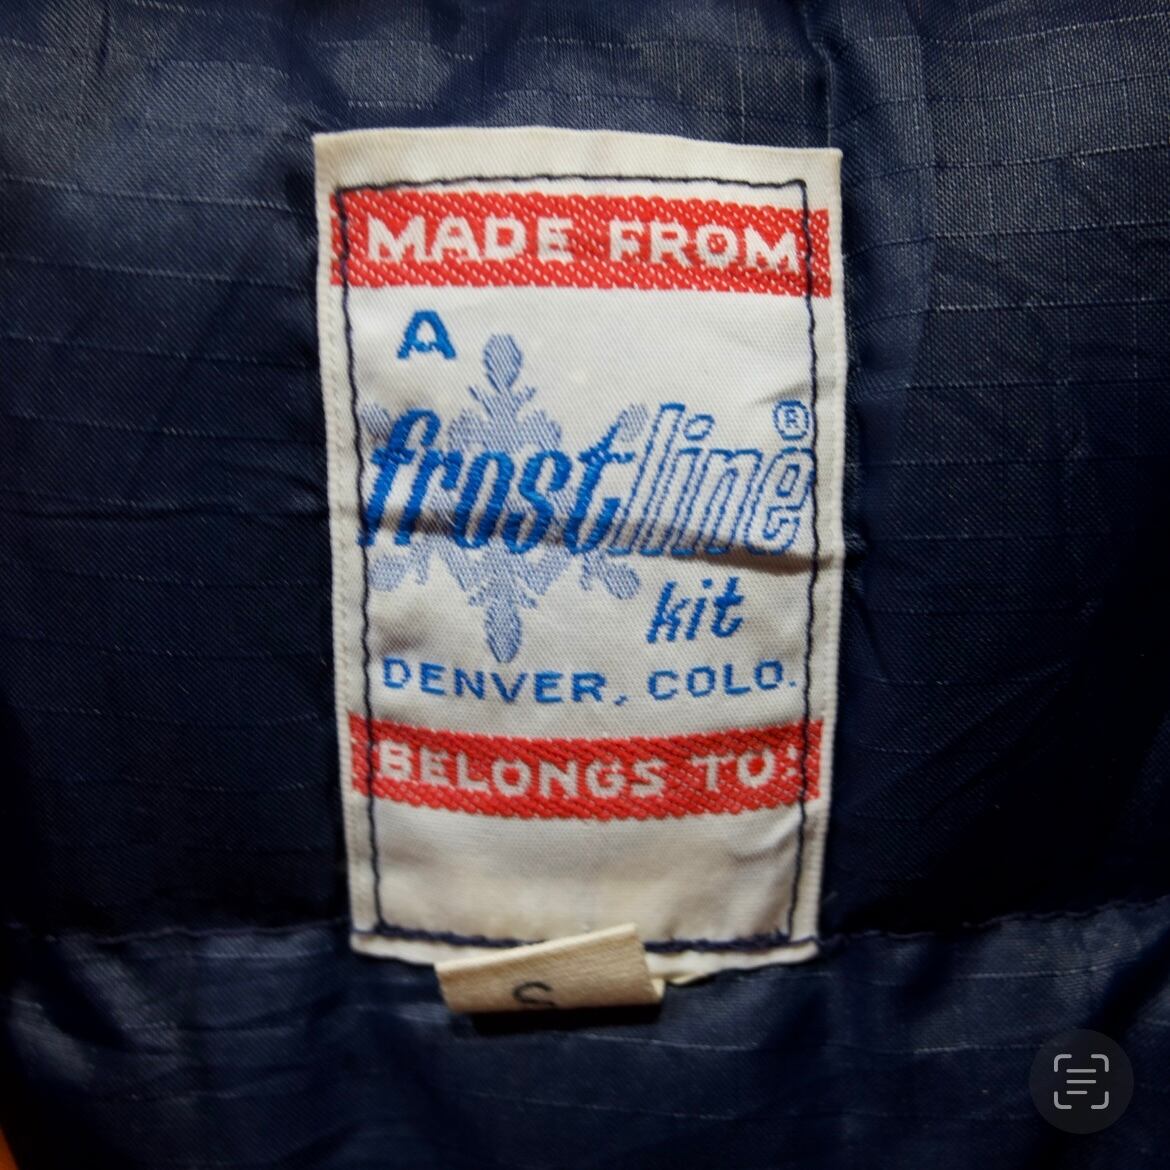 MADE FROM
A
frostline®
kit
DENVER, COLO.
BELONGS TO:
S